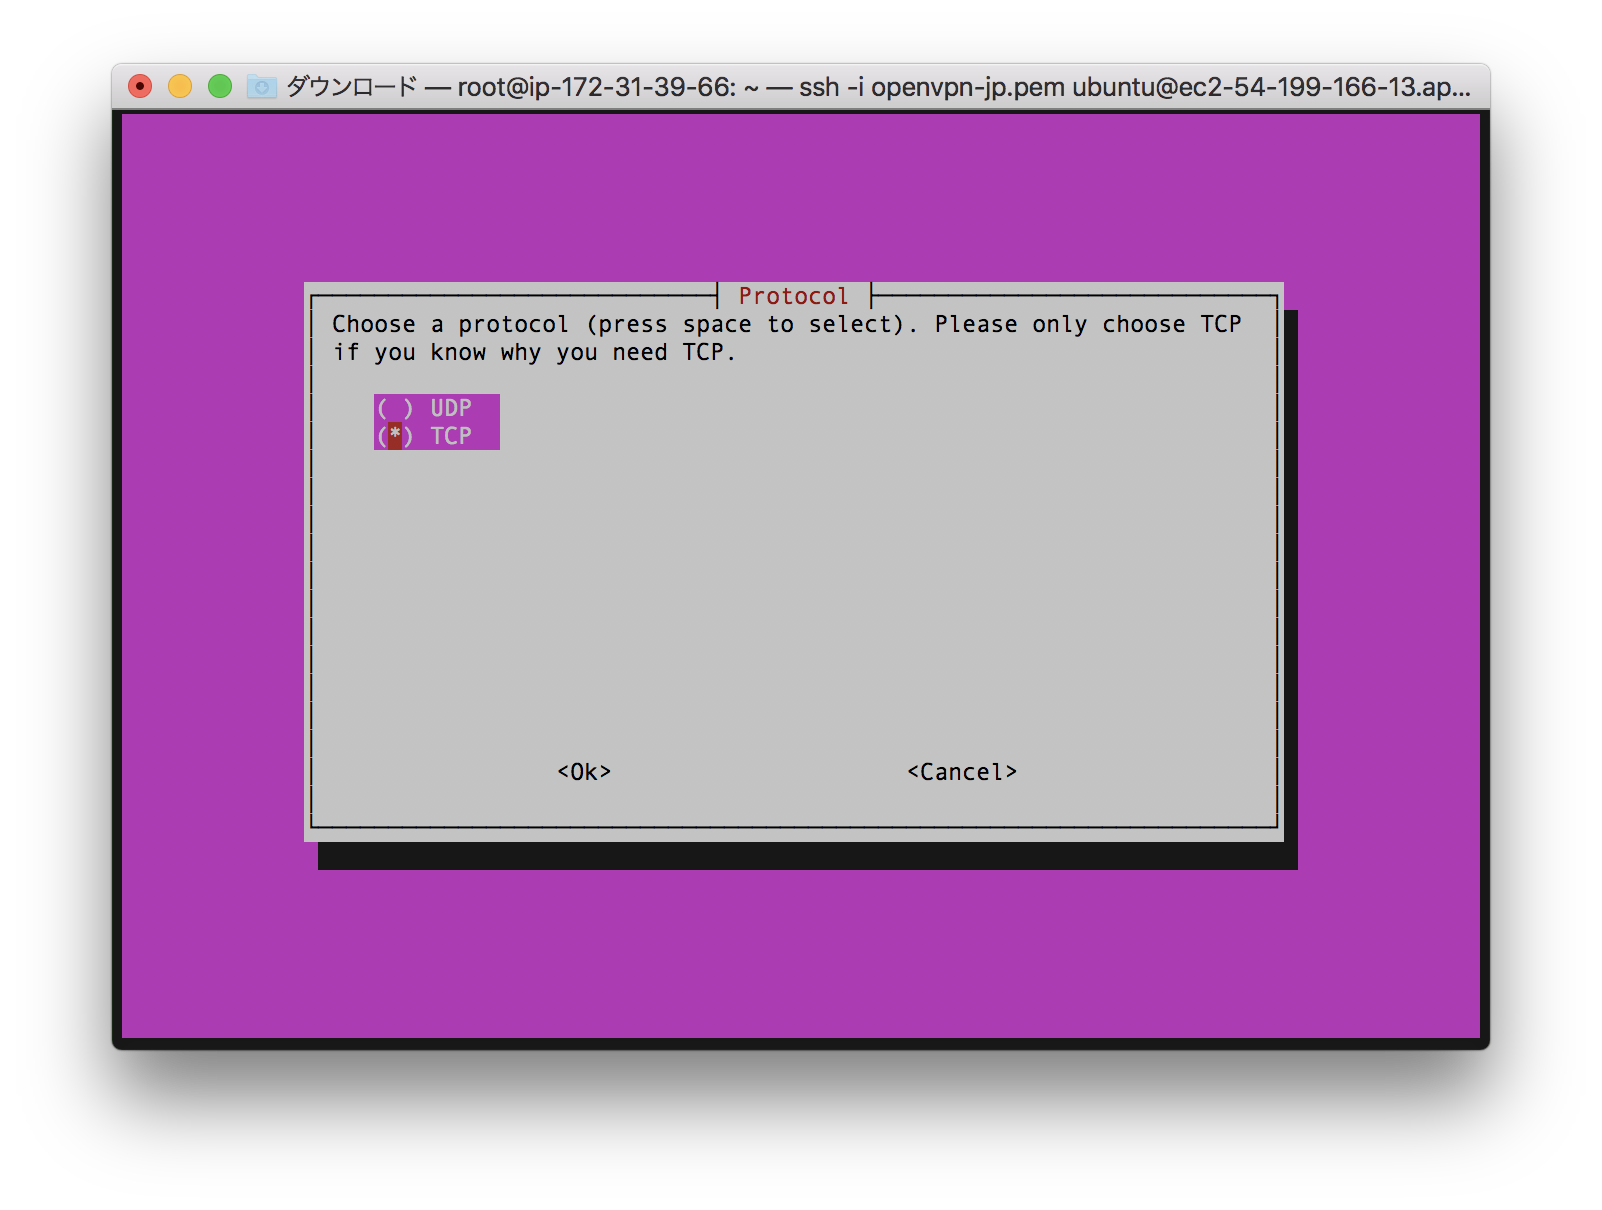 ダウンロード — root@ip-172-31-39-66: ~ — ssh -i openvpn-jp.pem ubuntu@ec2-54-199-166-13.ap...
Protocol
Choose a protocol (press space to select). Please only choose TCP
if you know why you need TCP.
( ) UDP
(*) TCP
<Ok> <Cancel>